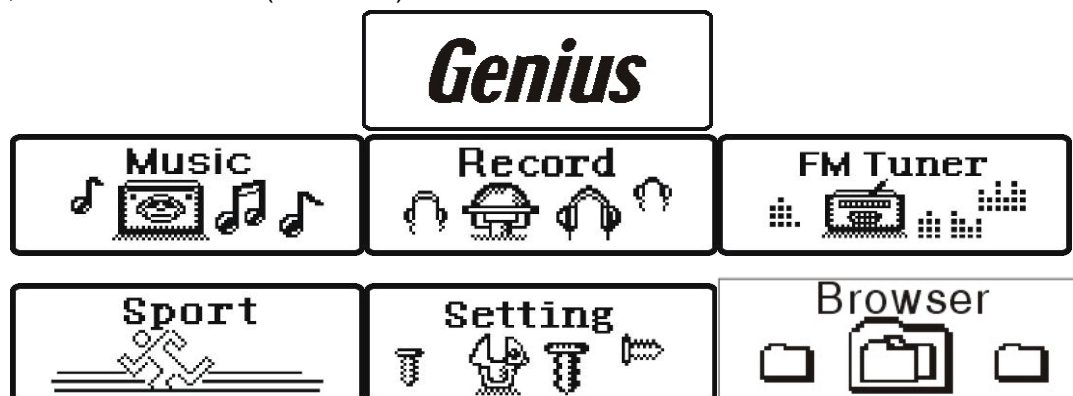 Genius
Music
Record
FM Tuner
Sport
Setting
Browser